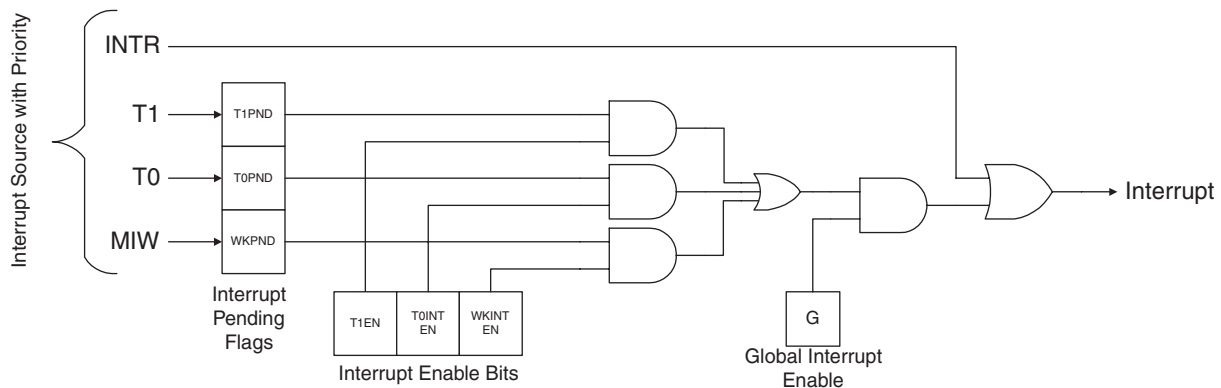 Interrupt Source with Priority
INTR
T1
T1PND
T0
T0PND
MIW
WKPND
Interrupt
Pending
Flags
T1EN
T0INT
EN
WKINT
EN
Interrupt Enable Bits
G
Global Interrupt
Enable
Interrupt